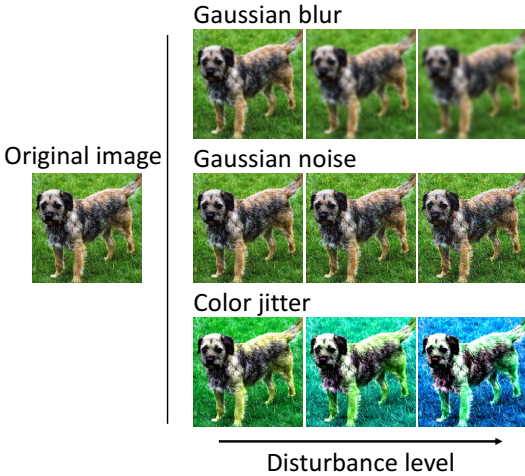 Gaussian blur
Original image
Gaussian noise
Color jitter
Disturbance level